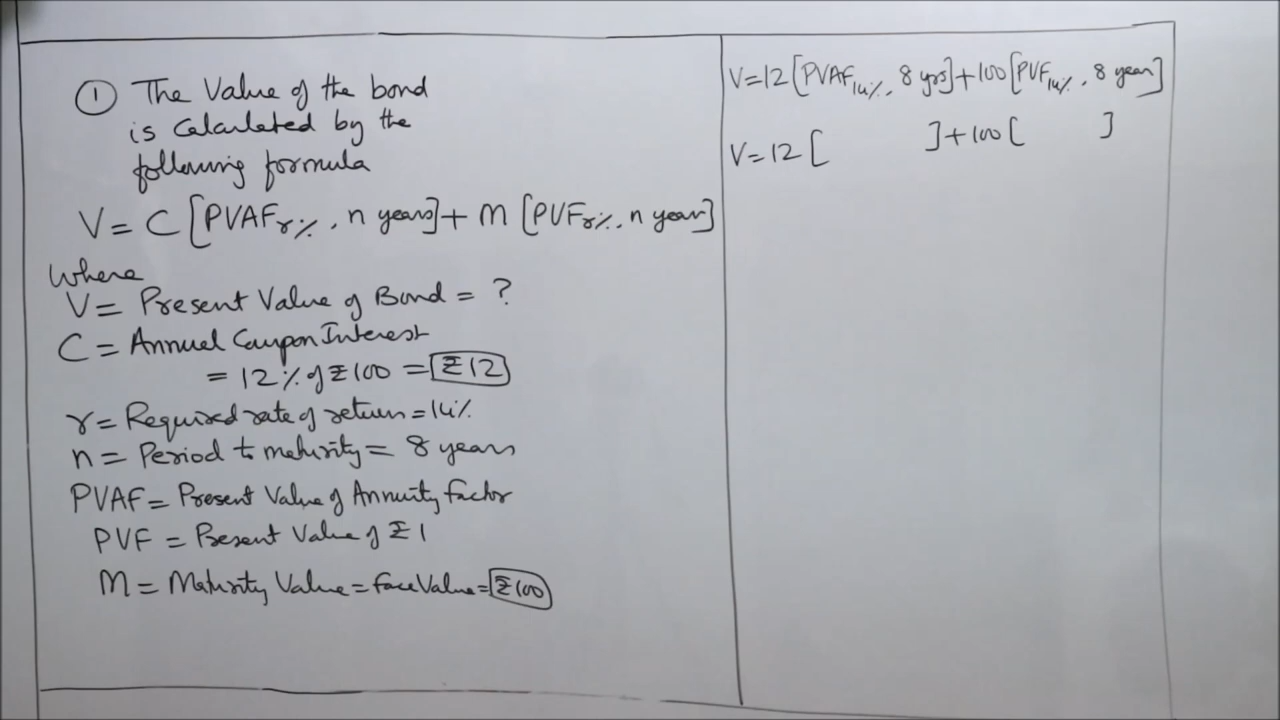 ① The Value of the bond
is Calculated by the
following formula
V = C [PVAFr%, n years] + M [PVFr%, n year]
Where
V = Present Value of Bond = ?
C = Annual Coupon Interest
= 12% of ₹100 = ₹12
r = Required rate of return = 14%
n = Period to maturity = 8 years
PVAF = Present Value of Annuity factor
PVF = Present Value of ₹1
M = Maturity Value = Face Value = ₹100
V=12 [PVAF14%, 8 yrs] + 100 [PVF14%, 8 year]
V=12 [ ] + 100 [ ]